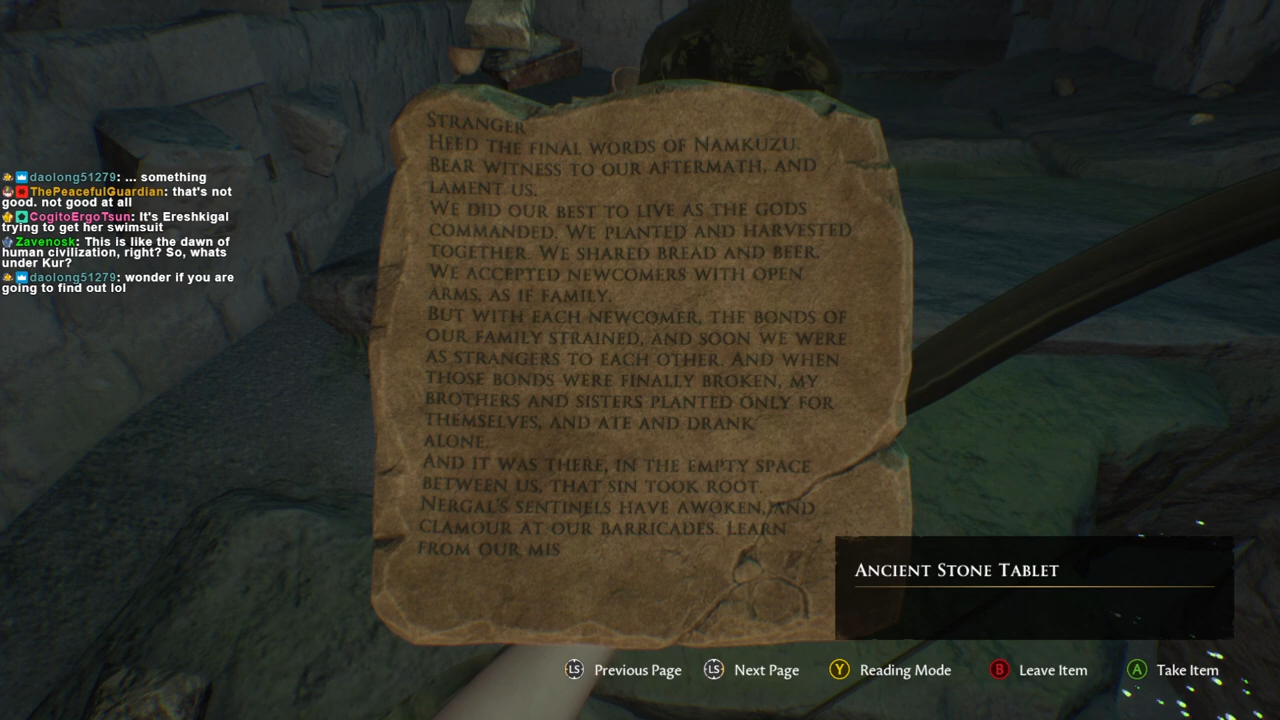 daolong51279: ... something
ThePeacefulGuardian: that's not
good. not good at all
CogitoErgoTsun: It's Ereshkigal
trying to get her swimsuit
Zavenosk: This is like the dawn of
human civilization, right? So, whats
under Kur?
daolong51279: wonder if you are
going to find out lol
STRANGER
HEED THE FINAL WORDS OF NAMKUZU.
BEAR WITNESS TO OUR AFTERMATH, AND
LAMENT US.
WE DID OUR BEST TO LIVE AS THE GODS
COMMANDED. WE PLANTED AND HARVESTED
TOGETHER. WE SHARED BREAD AND BEER.
WE ACCEPTED NEWCOMERS WITH OPEN
ARMS, AS IF FAMILY.
BUT WITH EACH NEWCOMER, THE BONDS OF
OUR FAMILY STRAINED, AND SOON WE WERE
AS STRANGERS TO EACH OTHER. AND WHEN
THOSE BONDS WERE FINALLY BROKEN, MY
BROTHERS AND SISTERS PLANTED ONLY FOR
THEMSELVES, AND ATE AND DRANK
ALONE.
AND IT WAS THERE, IN THE EMPTY SPACE
BETWEEN US, THAT SIN TOOK ROOT.
NERGAL'S SENTINELS HAVE AWOKEN, AND
CLAMOUR AT OUR BARRICADES. LEARN
FROM OUR MIS
ANCIENT STONE TABLET
LS Previous Page LS Next Page Y Reading Mode B Leave Item A Take Item